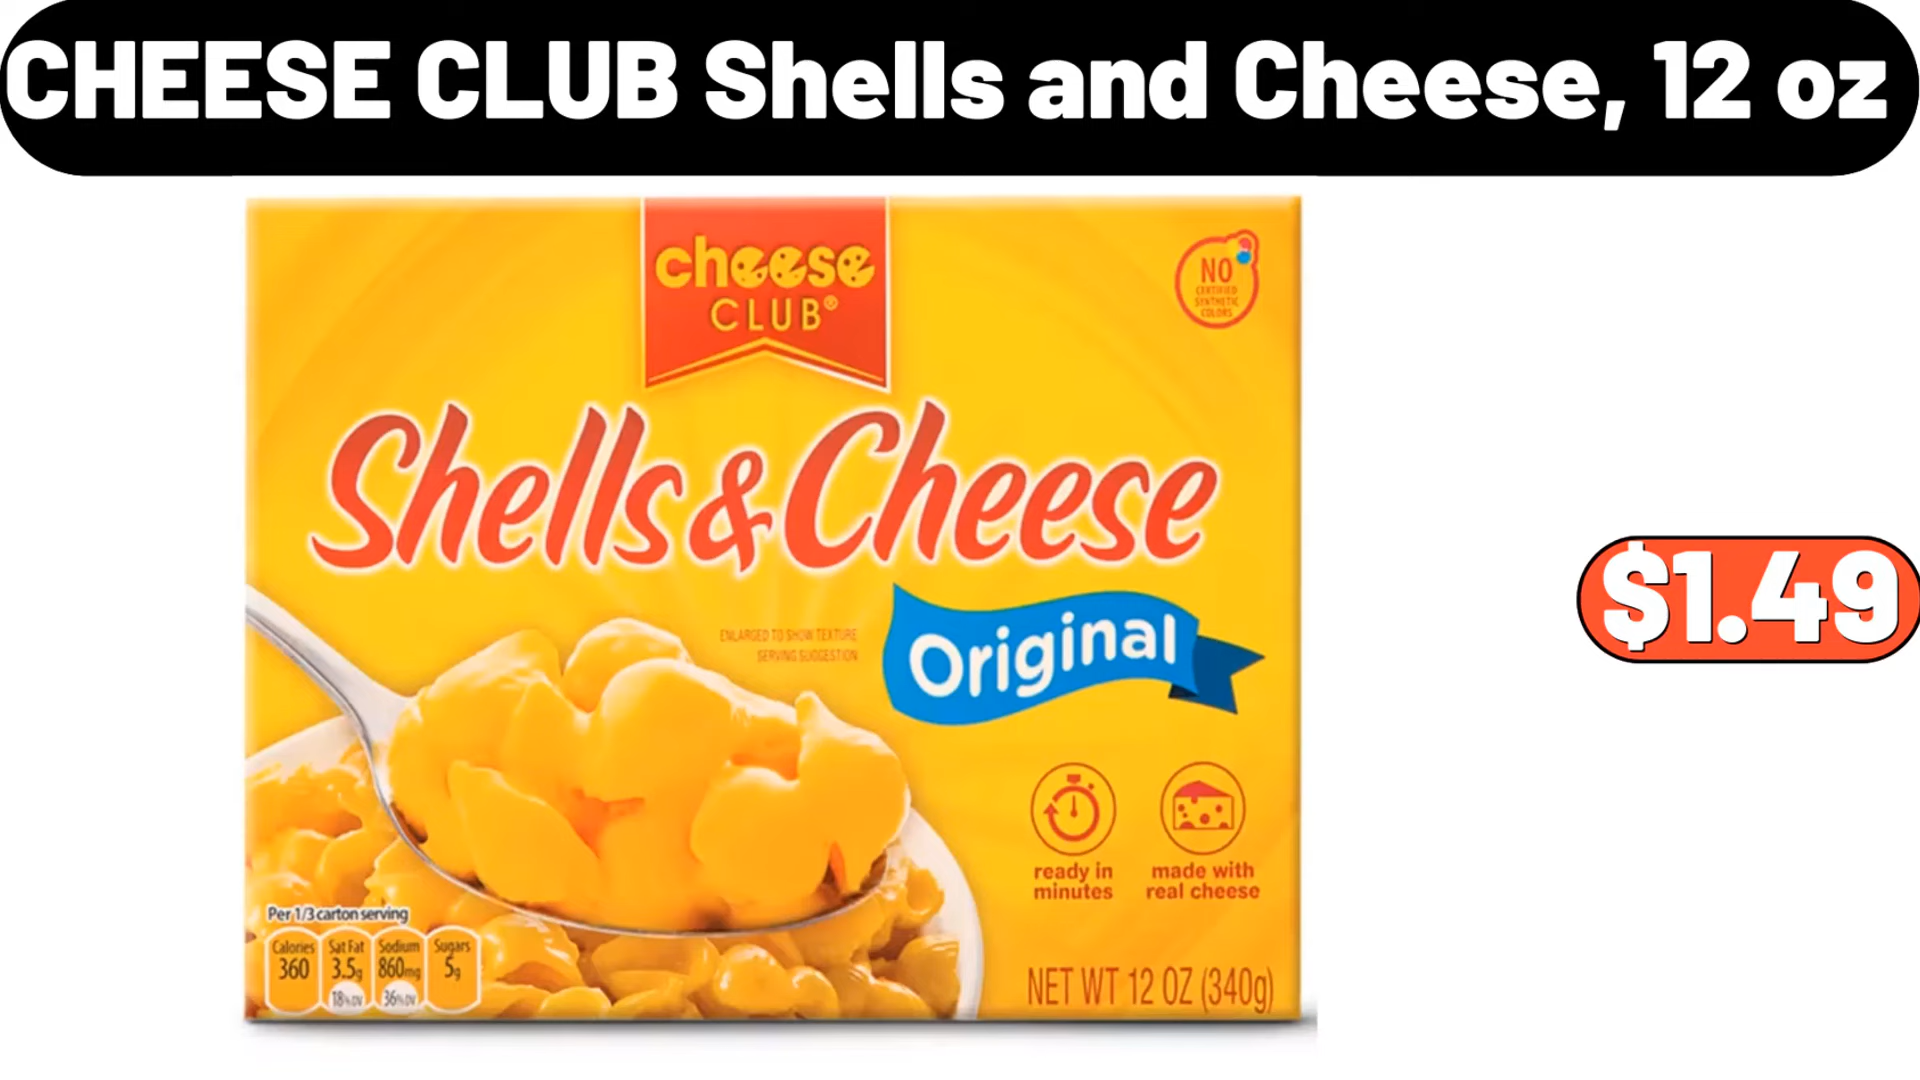 CHEESE CLUB Shells and Cheese, 12 oz
cheese
CLUB®
NO
CERTIFIED
SYNTHETIC
COLORS
Shells & Cheese
Original
ENLARGED TO SHOW TEXTURE
SERVING SUGGESTION
$1.49
ready in
minutes
made with
real cheese
Per 1/3 carton serving
Calories
360
Sat Fat
3.5g
18% DV
Sodium
860mg
36% DV
Sugars
5g
NET WT 12 OZ (340g)